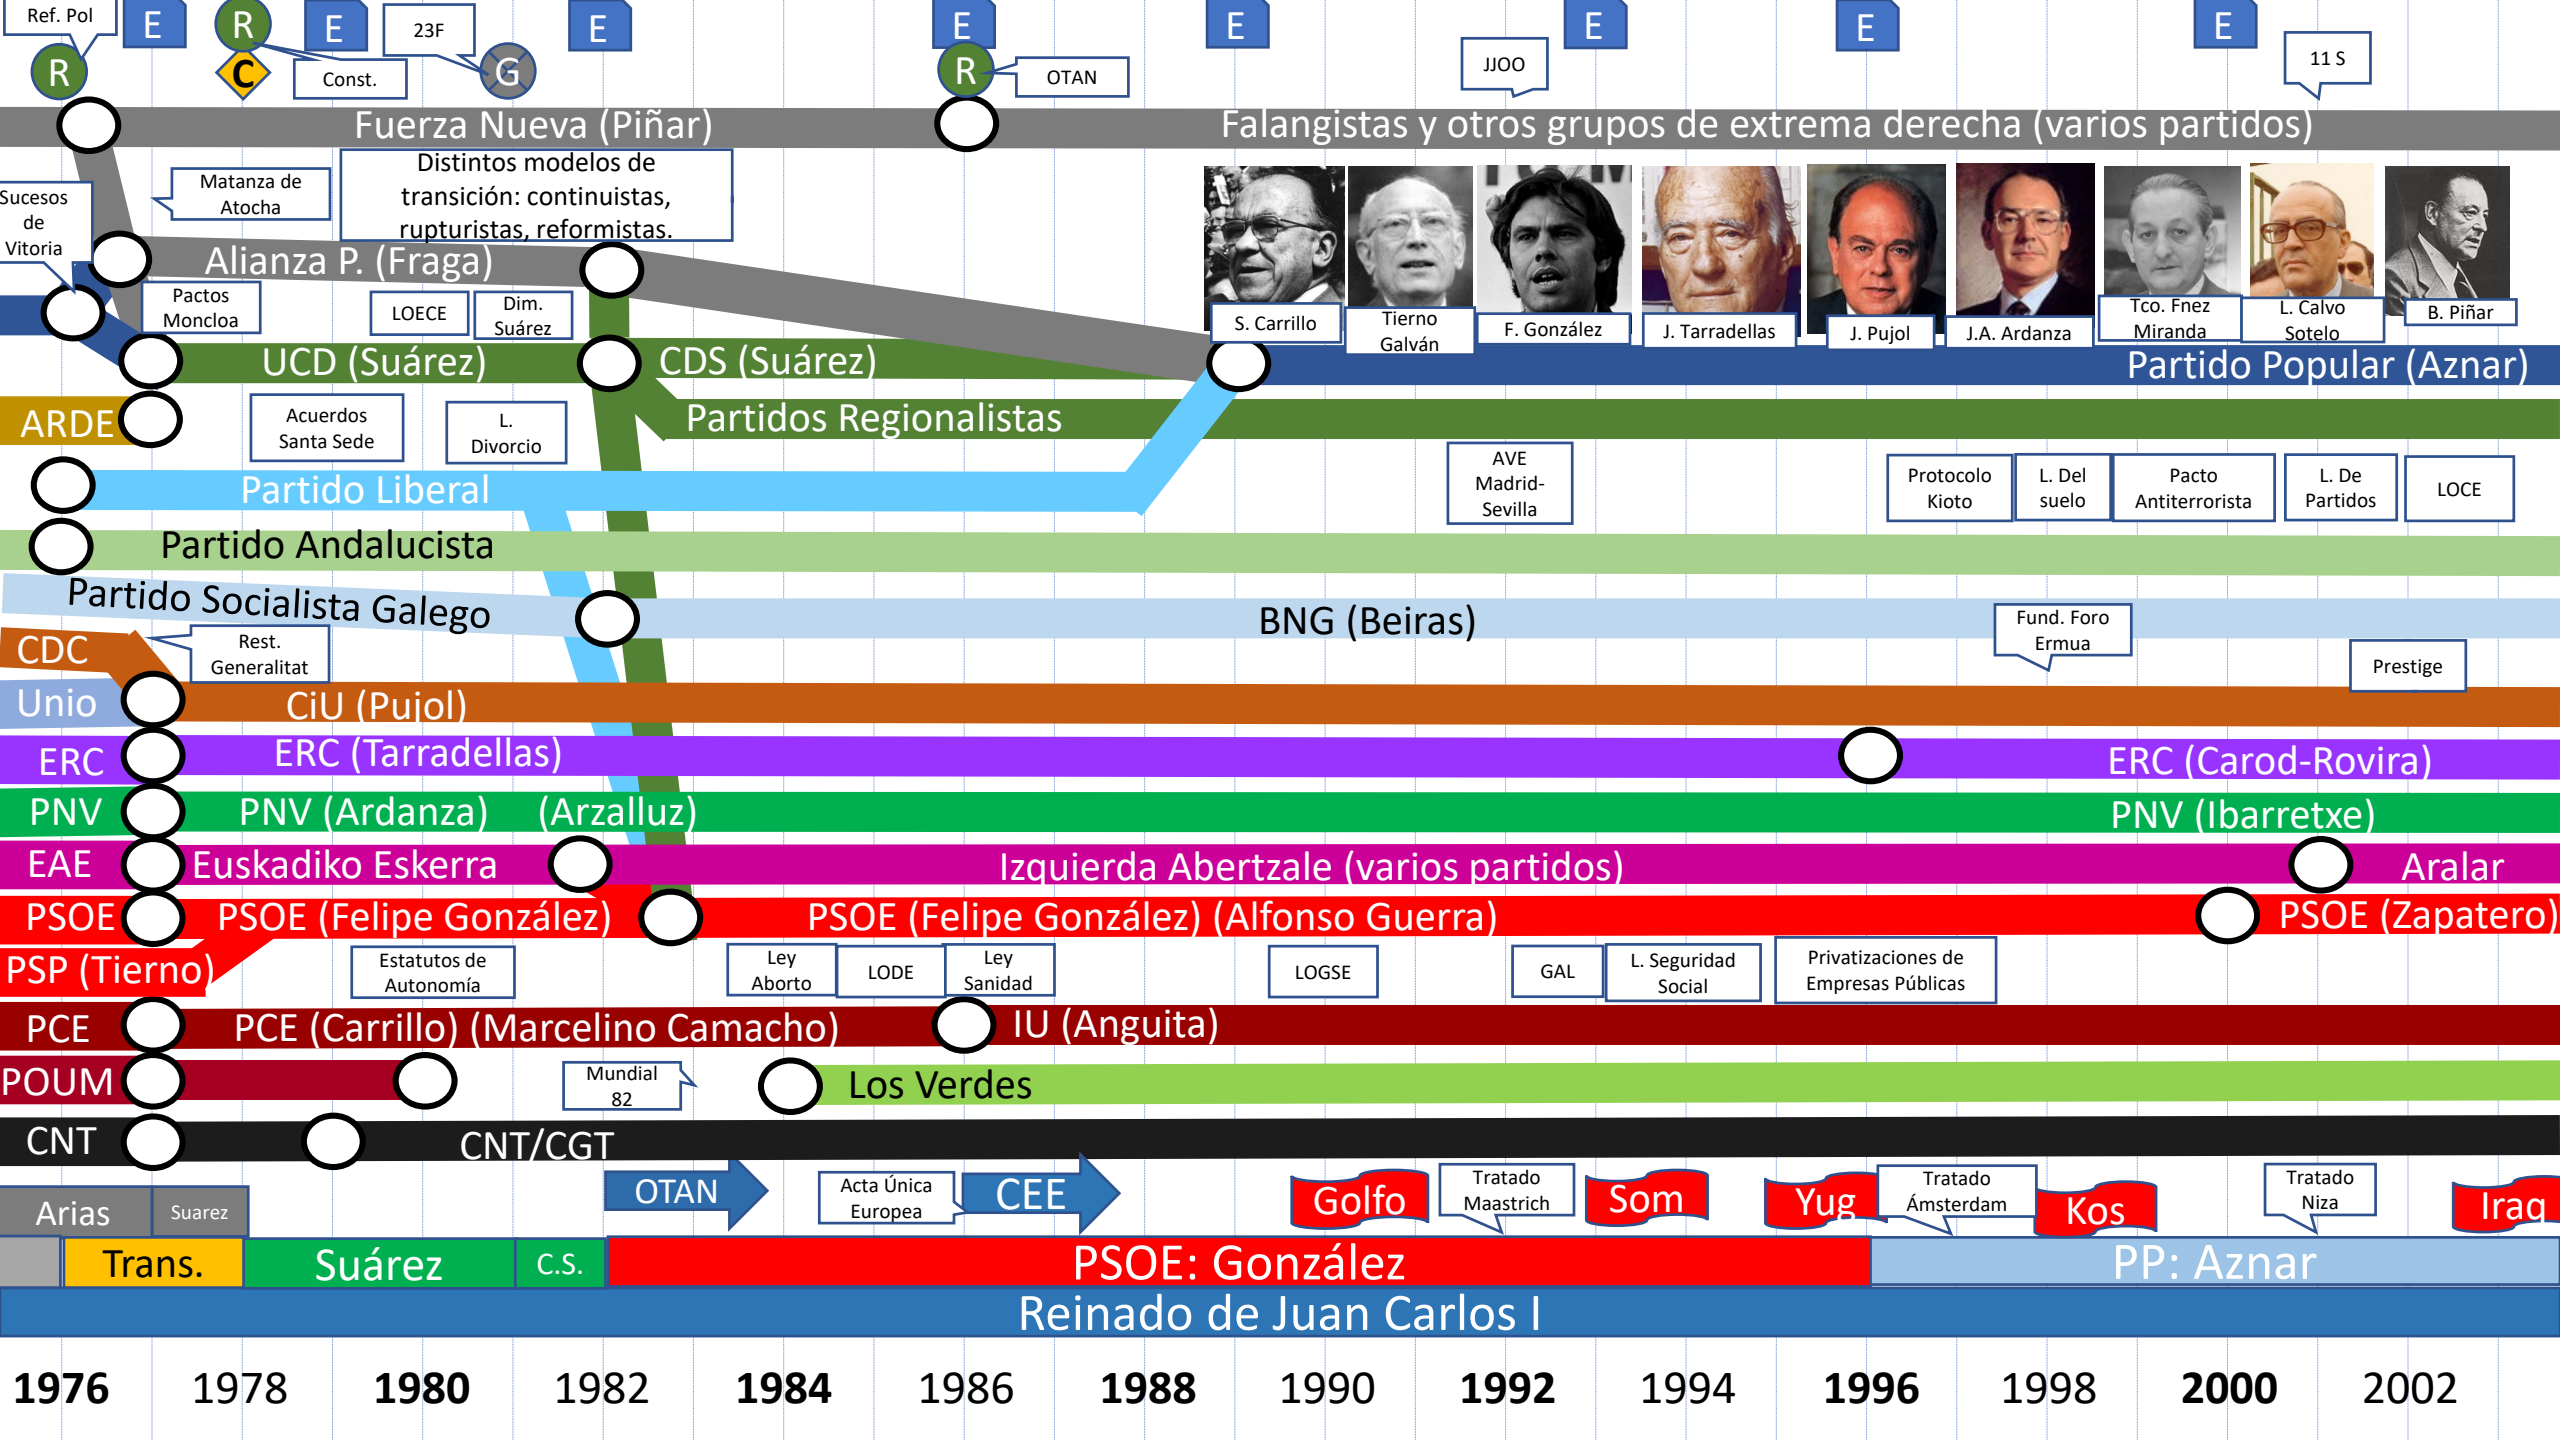 Ref. Pol
E
R
E
23F
E
E
E
E
E
E
R
C
Const.
G
R
OTAN
JJOO
11 S
Fuerza Nueva (Piñar)
Falangistas y otros grupos de extrema derecha (varios partidos)
Distintos modelos de
transición: continuistas,
rupturistas, reformistas.
Matanza de
Atocha
Sucesos
de
Vitoria
Alianza P. (Fraga)
Pactos
Moncloa
LOECE
Dim.
Suárez
S. Carrillo
Tierno
Galván
F. González
J. Tarradellas
J. Pujol
J.A. Ardanza
Tco. Fnez
Miranda
L. Calvo
Sotelo
B. Piñar
UCD (Suárez)
CDS (Suárez)
Partido Popular (Aznar)
ARDE
Acuerdos
Santa Sede
L.
Divorcio
Partidos Regionalistas
AVE
Madrid-
Sevilla
Protocolo
Kioto
L. Del
suelo
Pacto
Antiterrorista
L. De
Partidos
LOCE
Partido Liberal
Partido Andalucista
Partido Socialista Galego
BNG (Beiras)
Fund. Foro
Ermua
CDC
Rest.
Generalitat
Prestige
Unio
CiU (Pujol)
ERC
ERC (Tarradellas)
ERC (Carod-Rovira)
PNV
PNV (Ardanza)
(Arzalluz)
PNV (Ibarretxe)
EAE
Euskadiko Eskerra
Izquierda Abertzale (varios partidos)
Aralar
PSOE
PSOE (Felipe González)
PSOE (Felipe González) (Alfonso Guerra)
PSOE (Zapatero)
PSP (Tierno)
Estatutos de
Autonomía
Ley
Aborto
LODE
Ley
Sanidad
LOGSE
GAL
L. Seguridad
Social
Privatizaciones de
Empresas Públicas
PCE
PCE (Carrillo) (Marcelino Camacho)
IU (Anguita)
POUM
Mundial
82
Los Verdes
CNT
CNT/CGT
Arias
Suarez
OTAN
Acta Única
Europea
CEE
Golfo
Tratado
Maastrich
Som
Yug
Tratado
Ámsterdam
Kos
Tratado
Niza
Iraq
Trans.
Suárez
C.S.
PSOE: González
PP: Aznar
Reinado de Juan Carlos I
1976
1978
1980
1982
1984
1986
1988
1990
1992
1994
1996
1998
2000
2002